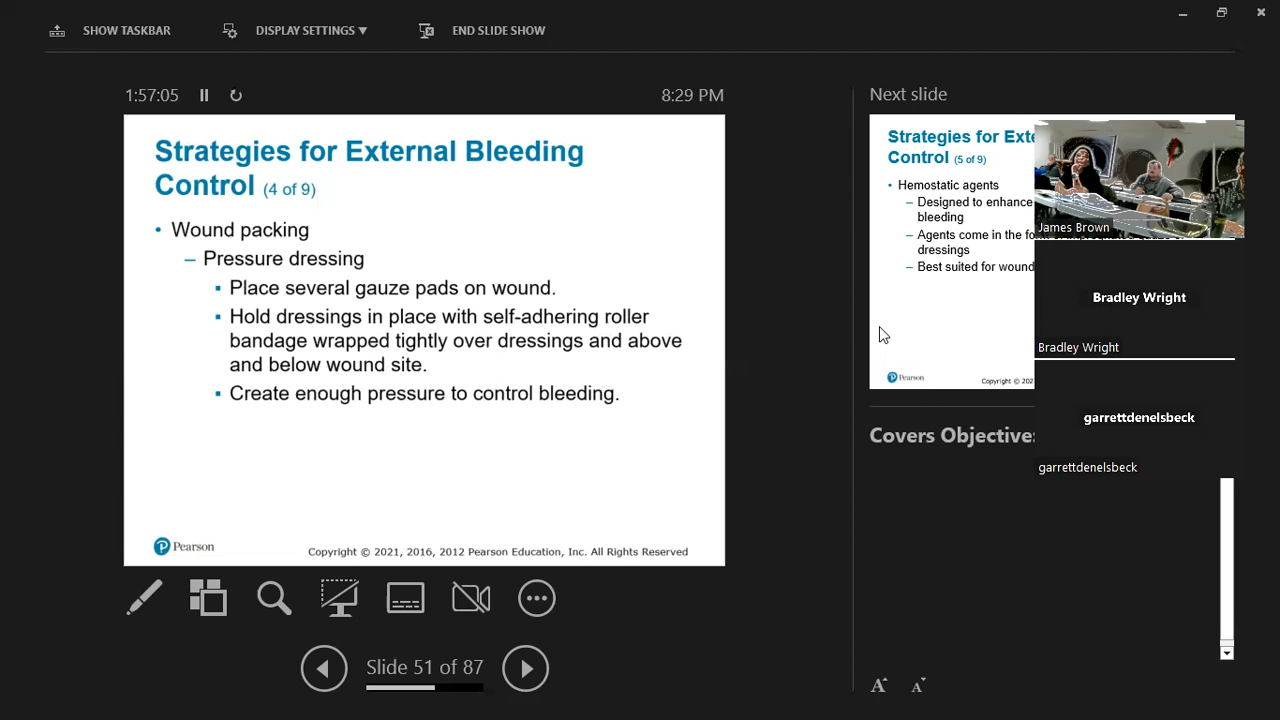 SHOW TASKBAR
DISPLAY SETTINGS ▼
END SLIDE SHOW
1:57:05
8:29 PM
Strategies for External Bleeding
Control (4 of 9)
• Wound packing
– Pressure dressing
▪ Place several gauze pads on wound.
▪ Hold dressings in place with self-adhering roller
bandage wrapped tightly over dressings and above
and below wound site.
▪ Create enough pressure to control bleeding.
Pearson
Copyright © 2021, 2016, 2012 Pearson Education, Inc. All Rights Reserved
Slide 51 of 87
Next slide
Strategies for Exte
Control (5 of 9)
• Hemostatic agents
– Designed to enhance
bleeding
– Agents come in the fo
dressings
– Best suited for wound
Pearson
Copyright © 202
James Brown
Bradley Wright
Bradley Wright
garrettdenelsbeck
garrettdenelsbeck
Covers Objective
A A